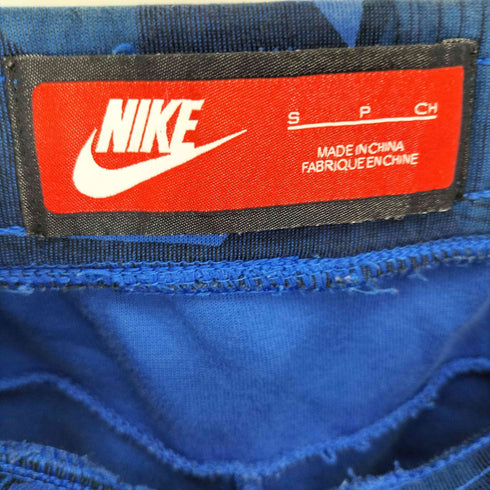 NIKE
S P CH
MADE IN CHINA
FABRIQUE EN CHINE